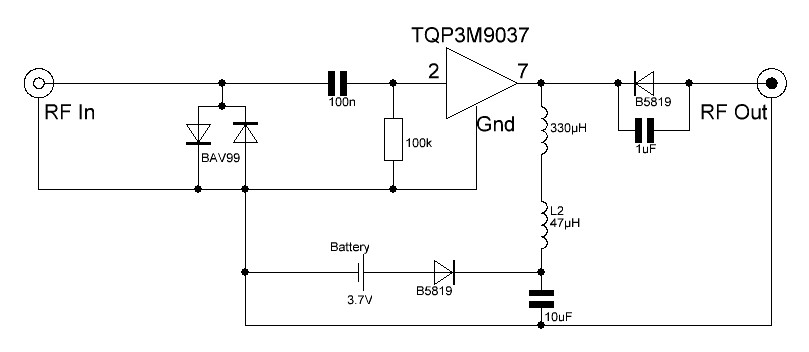 TQP3M9037
2
7
RF In
100n
Gnd
B5819
RF Out
BAV99
100k
330µH
1uF
L2
47µH
Battery
3.7V
B5819
10uF